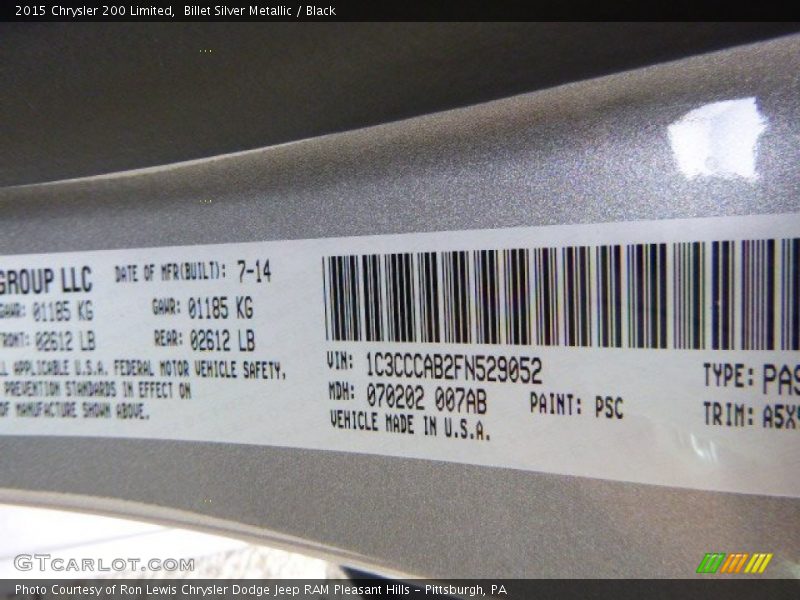 2015 Chrysler 200 Limited, Billet Silver Metallic / Black
GROUP LLC DATE OF MFR(BUILT): 7-14
GAWR: 01185 KG GAWR: 01185 KG
FRONT: 02612 LB REAR: 02612 LB
APPLICABLE U.S.A. FEDERAL MOTOR VEHICLE SAFETY,
PREVENTION STANDARDS IN EFFECT ON
OF MANUFACTURE SHOWN ABOVE.
VIN: 1C3CCCAB2FN529052 TYPE: PAS
MDH: 070202 007AB PAINT: PSC TRIM: A5X9
VEHICLE MADE IN U.S.A.
GTCARLOT.COM
Photo Courtesy of Ron Lewis Chrysler Dodge Jeep RAM Pleasant Hills - Pittsburgh, PA